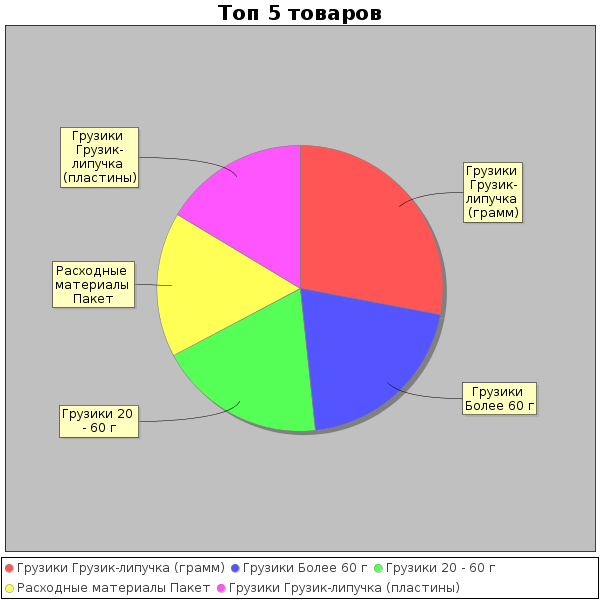 Топ 5 товаров
Грузики
Грузик-
липучка
(пластины)
Грузики
Грузик-
липучка
(грамм)
Расходные
материалы
Пакет
Грузики 20
- 60 г
Грузики
Более 60 г
Грузики Грузик-липучка (грамм) Грузики Более 60 г Грузики 20 - 60 г
Расходные материалы Пакет Грузики Грузик-липучка (пластины)